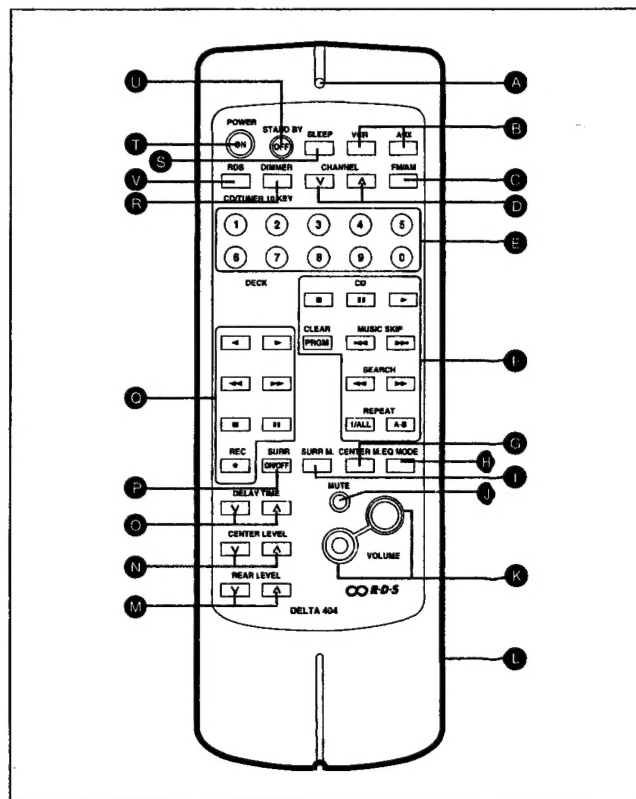 U A
POWER STAND BY SLEEP VCR AUX B
T ON OFF
S
RDS DIMMER CHANNEL FM/AM
V C
R CD/TUNER 10 KEY D
1 2 3 4 5
E
6 7 8 9 0
DECK CD
CLEAR MUSIC SKIP
PRGM
F
SEARCH
Q
REPEAT
1/ALL A-B
G
REC SURR SURR M. CENTER M. EQ MODE
ON/OFF H
P I
MUTE J
DELAY TIME
O
CENTER LEVEL
VOLUME
N K
REAR LEVEL
R·D·S
M
DELTA 404
L